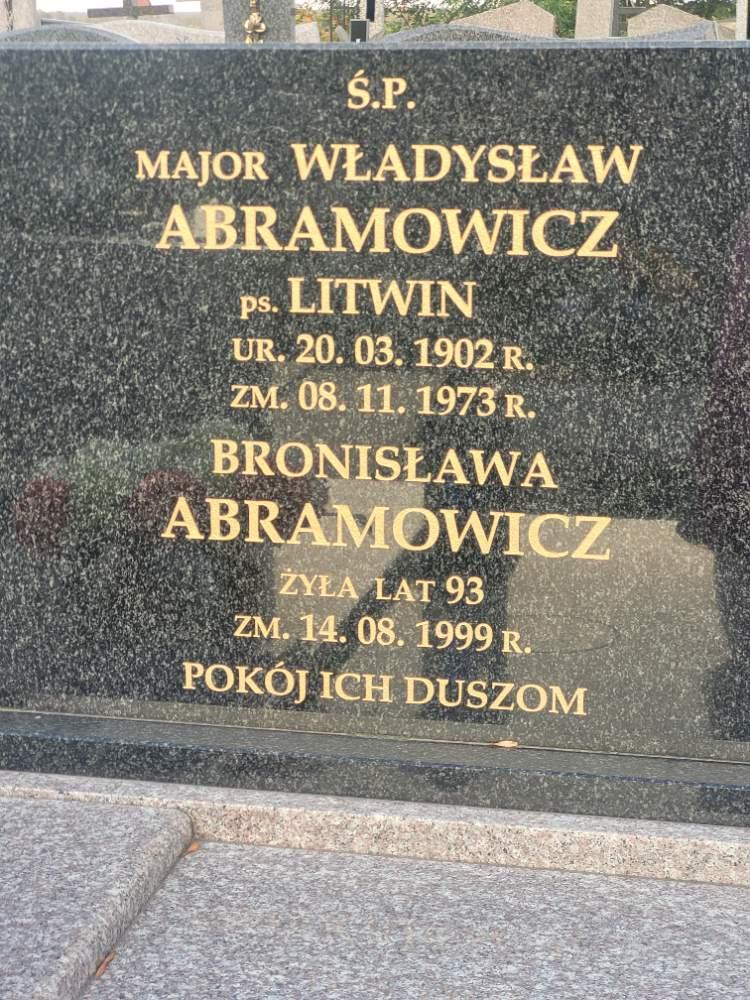 Ś.P.
MAJOR WŁADYSŁAW
ABRAMOWICZ
ps. LITWIN
UR. 20. 03. 1902 R.
ZM. 08. 11. 1973 R.
BRONISŁAWA
ABRAMOWICZ
ŻYŁA LAT 93
ZM. 14. 08. 1999 R.
POKÓJ ICH DUSZOM